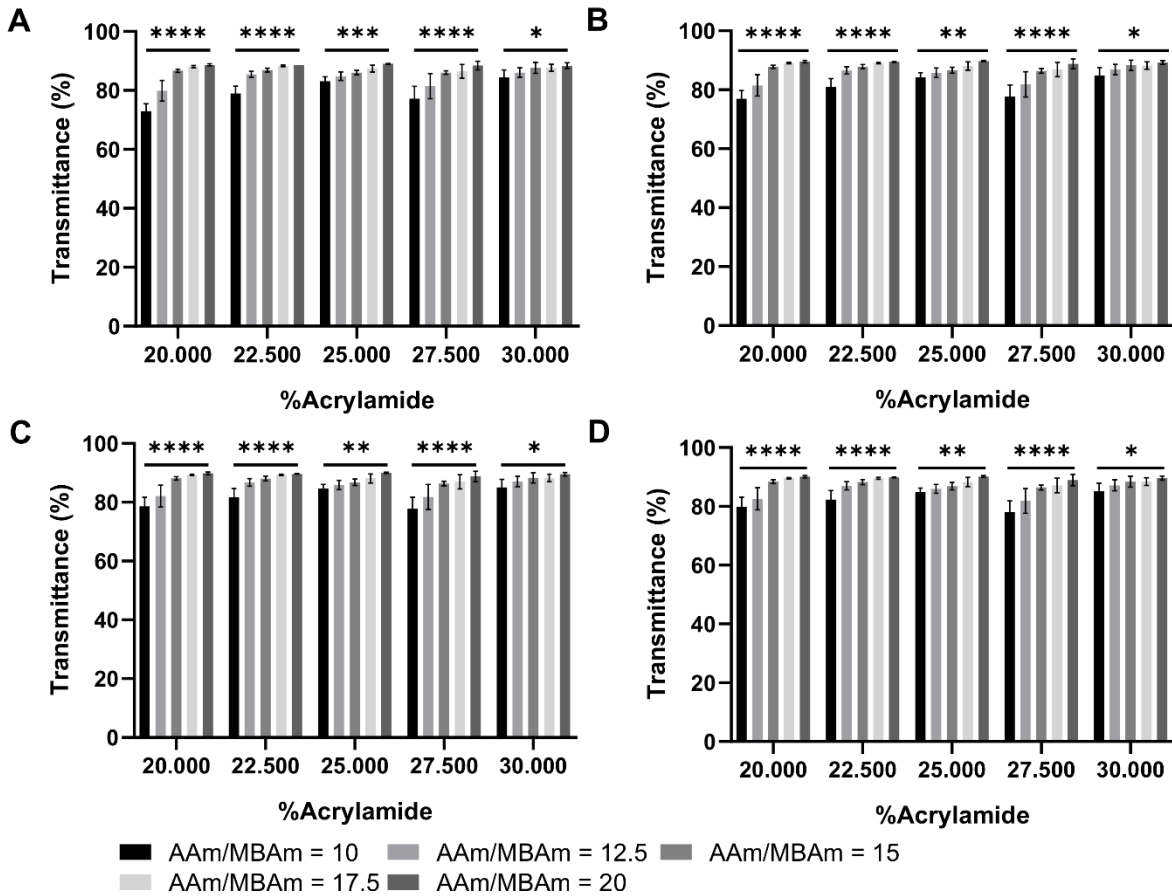 A
B
**** **** *** **** *
**** **** ** **** *
100
80
60
40
20
0
Transmittance (%)
20.000 22.500 25.000 27.500 30.000
%Acrylamide
100
80
60
40
20
0
Transmittance (%)
20.000 22.500 25.000 27.500 30.000
%Acrylamide
C
D
**** **** ** **** *
**** **** ** **** *
100
80
60
40
20
0
Transmittance (%)
20.000 22.500 25.000 27.500 30.000
%Acrylamide
100
80
60
40
20
0
Transmittance (%)
20.000 22.500 25.000 27.500 30.000
%Acrylamide
AAm/MBAm = 10 AAm/MBAm = 12.5 AAm/MBAm = 15
AAm/MBAm = 17.5 AAm/MBAm = 20